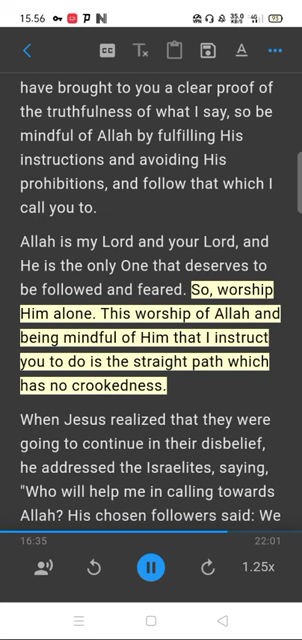 15.56
35.0
KB/S
4G
93
CC
A
have brought to you a clear proof of
the truthfulness of what I say, so be
mindful of Allah by fulfilling His
instructions and avoiding His
prohibitions, and follow that which I
call you to.
Allah is my Lord and your Lord, and
He is the only One that deserves to
be followed and feared. So, worship
Him alone. This worship of Allah and
being mindful of Him that I instruct
you to do is the straight path which
has no crookedness.
When Jesus realized that they were
going to continue in their disbelief,
he addressed the Israelites, saying,
"Who will help me in calling towards
Allah? His chosen followers said: We
16:35
22:01
1.25x